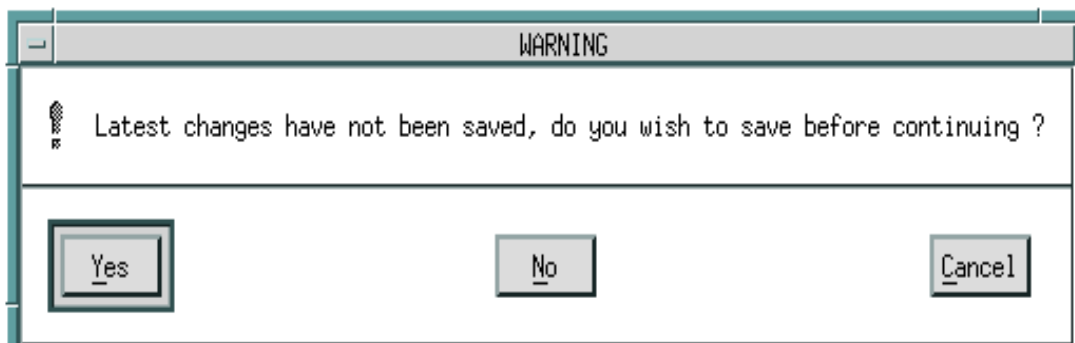 WARNING
Latest changes have not been saved, do you wish to save before continuing ?
Yes No Cancel